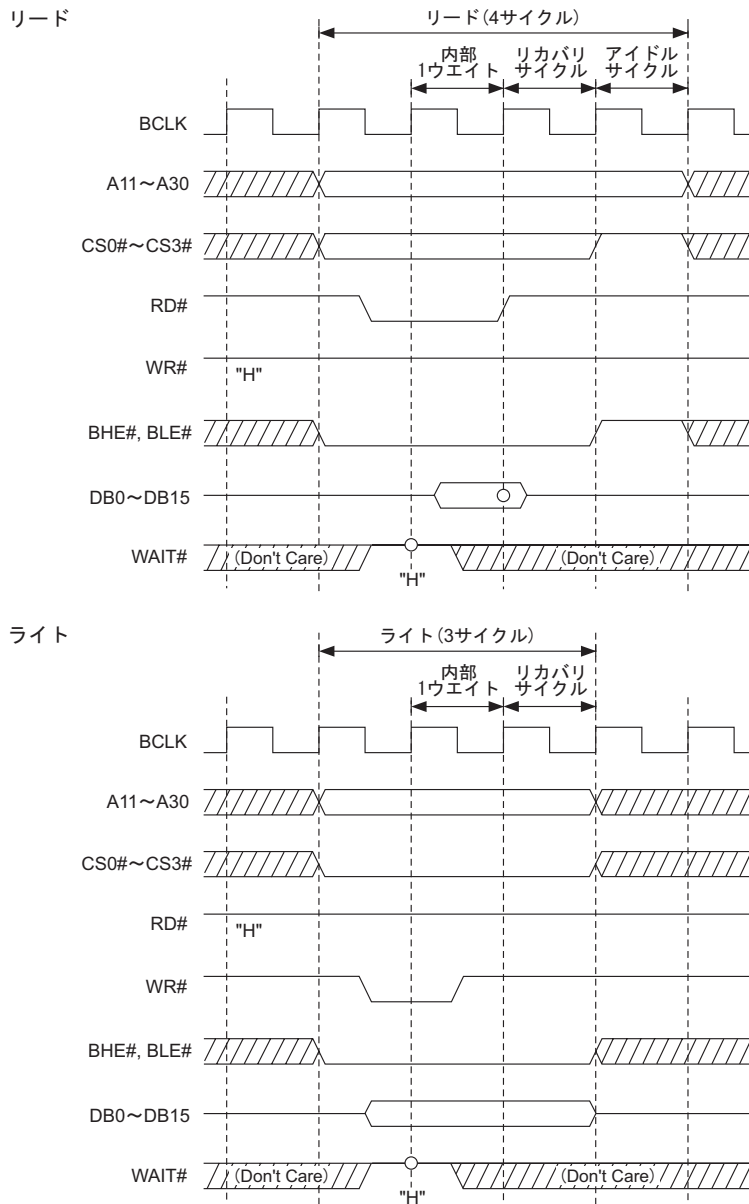 リード
リード(4サイクル)
内部
1ウエイト
リカバリ
サイクル
アイドル
サイクル
BCLK
A11～A30
CS0#～CS3#
RD#
WR#
"H"
BHE#, BLE#
DB0～DB15
WAIT#
(Don't Care)
"H"
(Don't Care)
ライト
ライト(3サイクル)
内部
1ウエイト
リカバリ
サイクル
BCLK
A11～A30
CS0#～CS3#
RD#
"H"
WR#
BHE#, BLE#
DB0～DB15
WAIT#
(Don't Care)
"H"
(Don't Care)